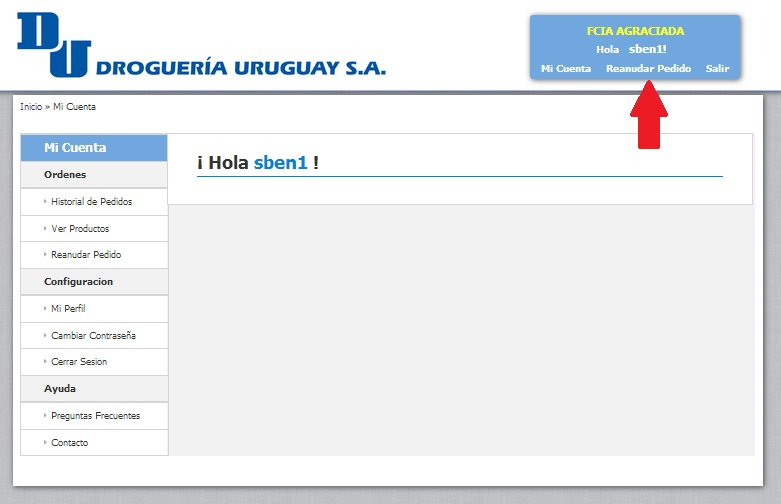 DU DROGUERÍA URUGUAY S.A.
FCIA AGRACIADA
Hola sben1!
Mi Cuenta Reanudar Pedido Salir
Inicio » Mi Cuenta
Mi Cuenta
Ordenes
Historial de Pedidos
Ver Productos
Reanudar Pedido
Configuracion
Mi Perfil
Cambiar Contraseña
Cerrar Sesion
Ayuda
Preguntas Frecuentes
Contacto
¡ Hola sben1 !